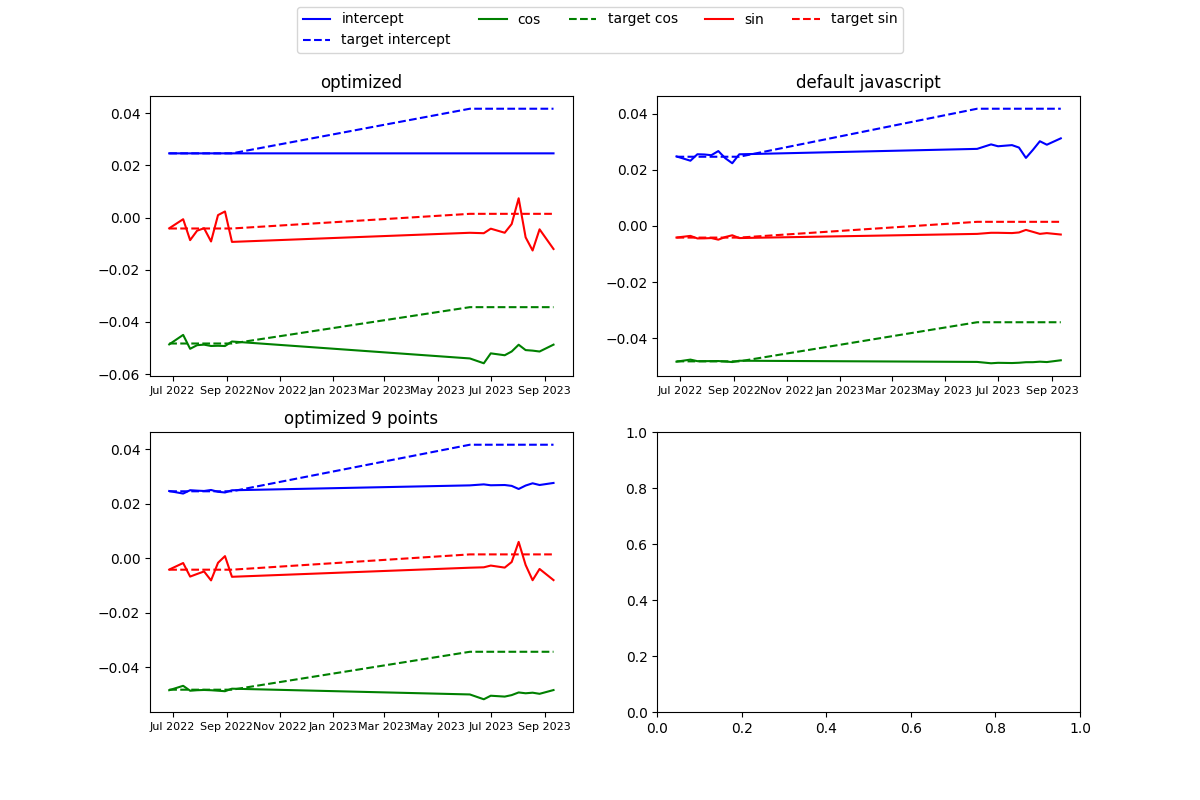 intercept cos target cos sin target sin
target intercept
optimized
0.04
0.02
0.00
−0.02
−0.04
−0.06
Jul 2022 Sep 2022 Nov 2022 Jan 2023 Mar 2023 May 2023 Jul 2023 Sep 2023
default javascript
0.04
0.02
0.00
−0.02
−0.04
Jul 2022 Sep 2022 Nov 2022 Jan 2023 Mar 2023 May 2023 Jul 2023 Sep 2023
optimized 9 points
0.04
0.02
0.00
−0.02
−0.04
Jul 2022 Sep 2022 Nov 2022 Jan 2023 Mar 2023 May 2023 Jul 2023 Sep 2023
1.0
0.8
0.6
0.4
0.2
0.0
0.0 0.2 0.4 0.6 0.8 1.0